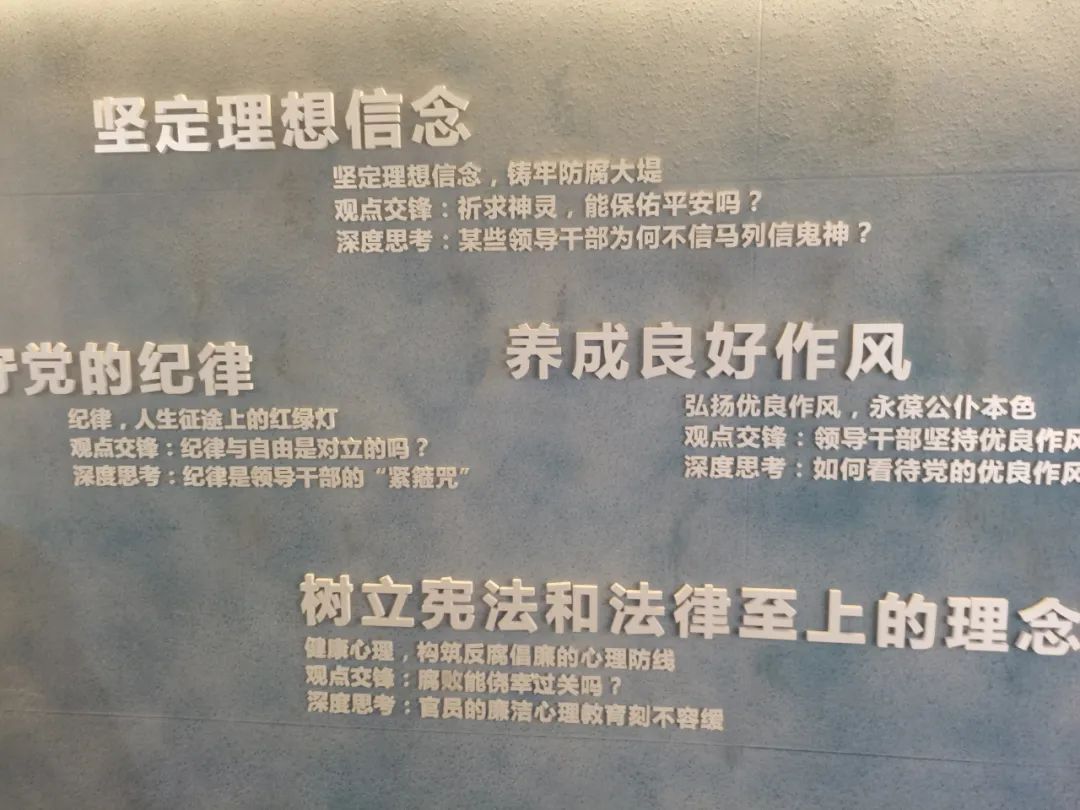 坚定理想信念
坚定理想信念，铸牢防腐大堤
观点交锋：祈求神灵，能保佑平安吗？
深度思考：某些领导干部为何不信马列信鬼神？
守党的纪律
纪律，人生征途上的红绿灯
观点交锋：纪律与自由是对立的吗？
深度思考：纪律是领导干部的“紧箍咒”
养成良好作风
弘扬优良作风，永葆公仆本色
观点交锋：领导干部坚持优良作风
深度思考：如何看待党的优良作风
树立宪法和法律至上的理念
健康心理，构筑反腐倡廉的心理防线
观点交锋：腐败能侥幸过关吗？
深度思考：官员的廉洁心理教育刻不容缓